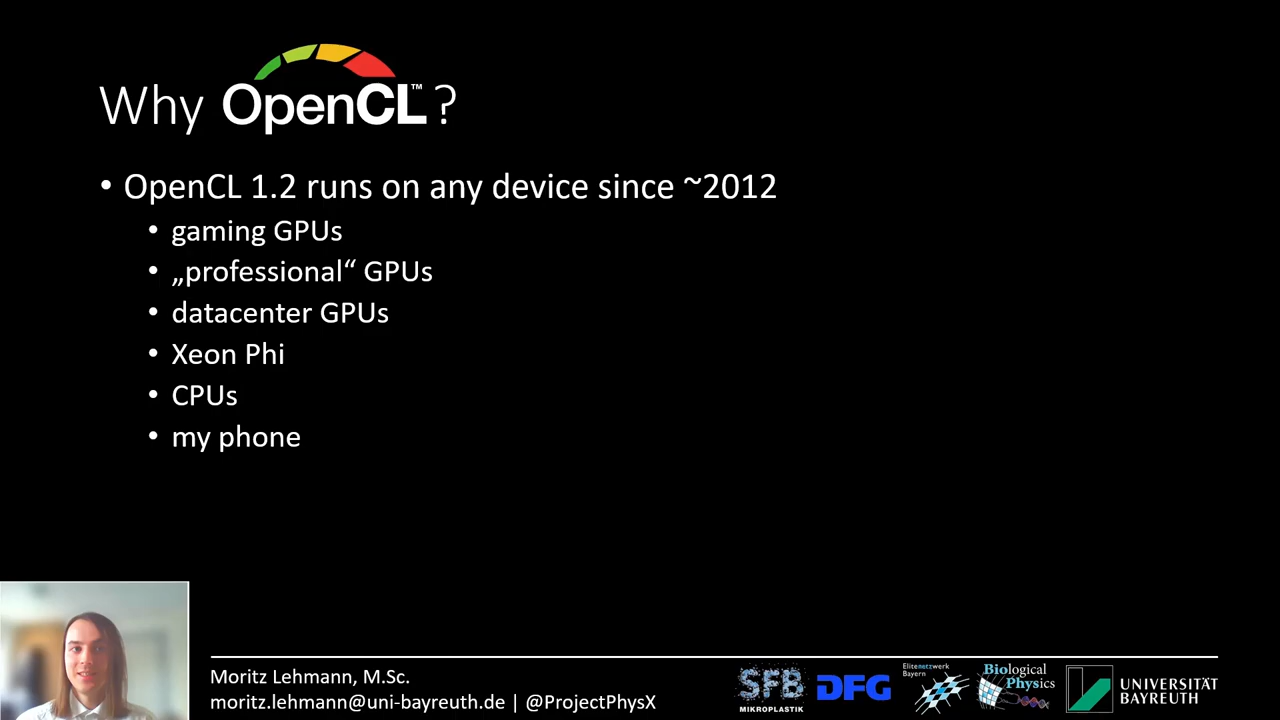 Why OpenCL™?
• OpenCL 1.2 runs on any device since ~2012
• gaming GPUs
• „professional“ GPUs
• datacenter GPUs
• Xeon Phi
• CPUs
• my phone
Moritz Lehmann, M.Sc.
moritz.lehmann@uni-bayreuth.de | @ProjectPhysX
SFB
MIKROPLASTIK
DFG
Elitenetzwerk
Bayern
Biological
Physics
UNIVERSITÄT
BAYREUTH